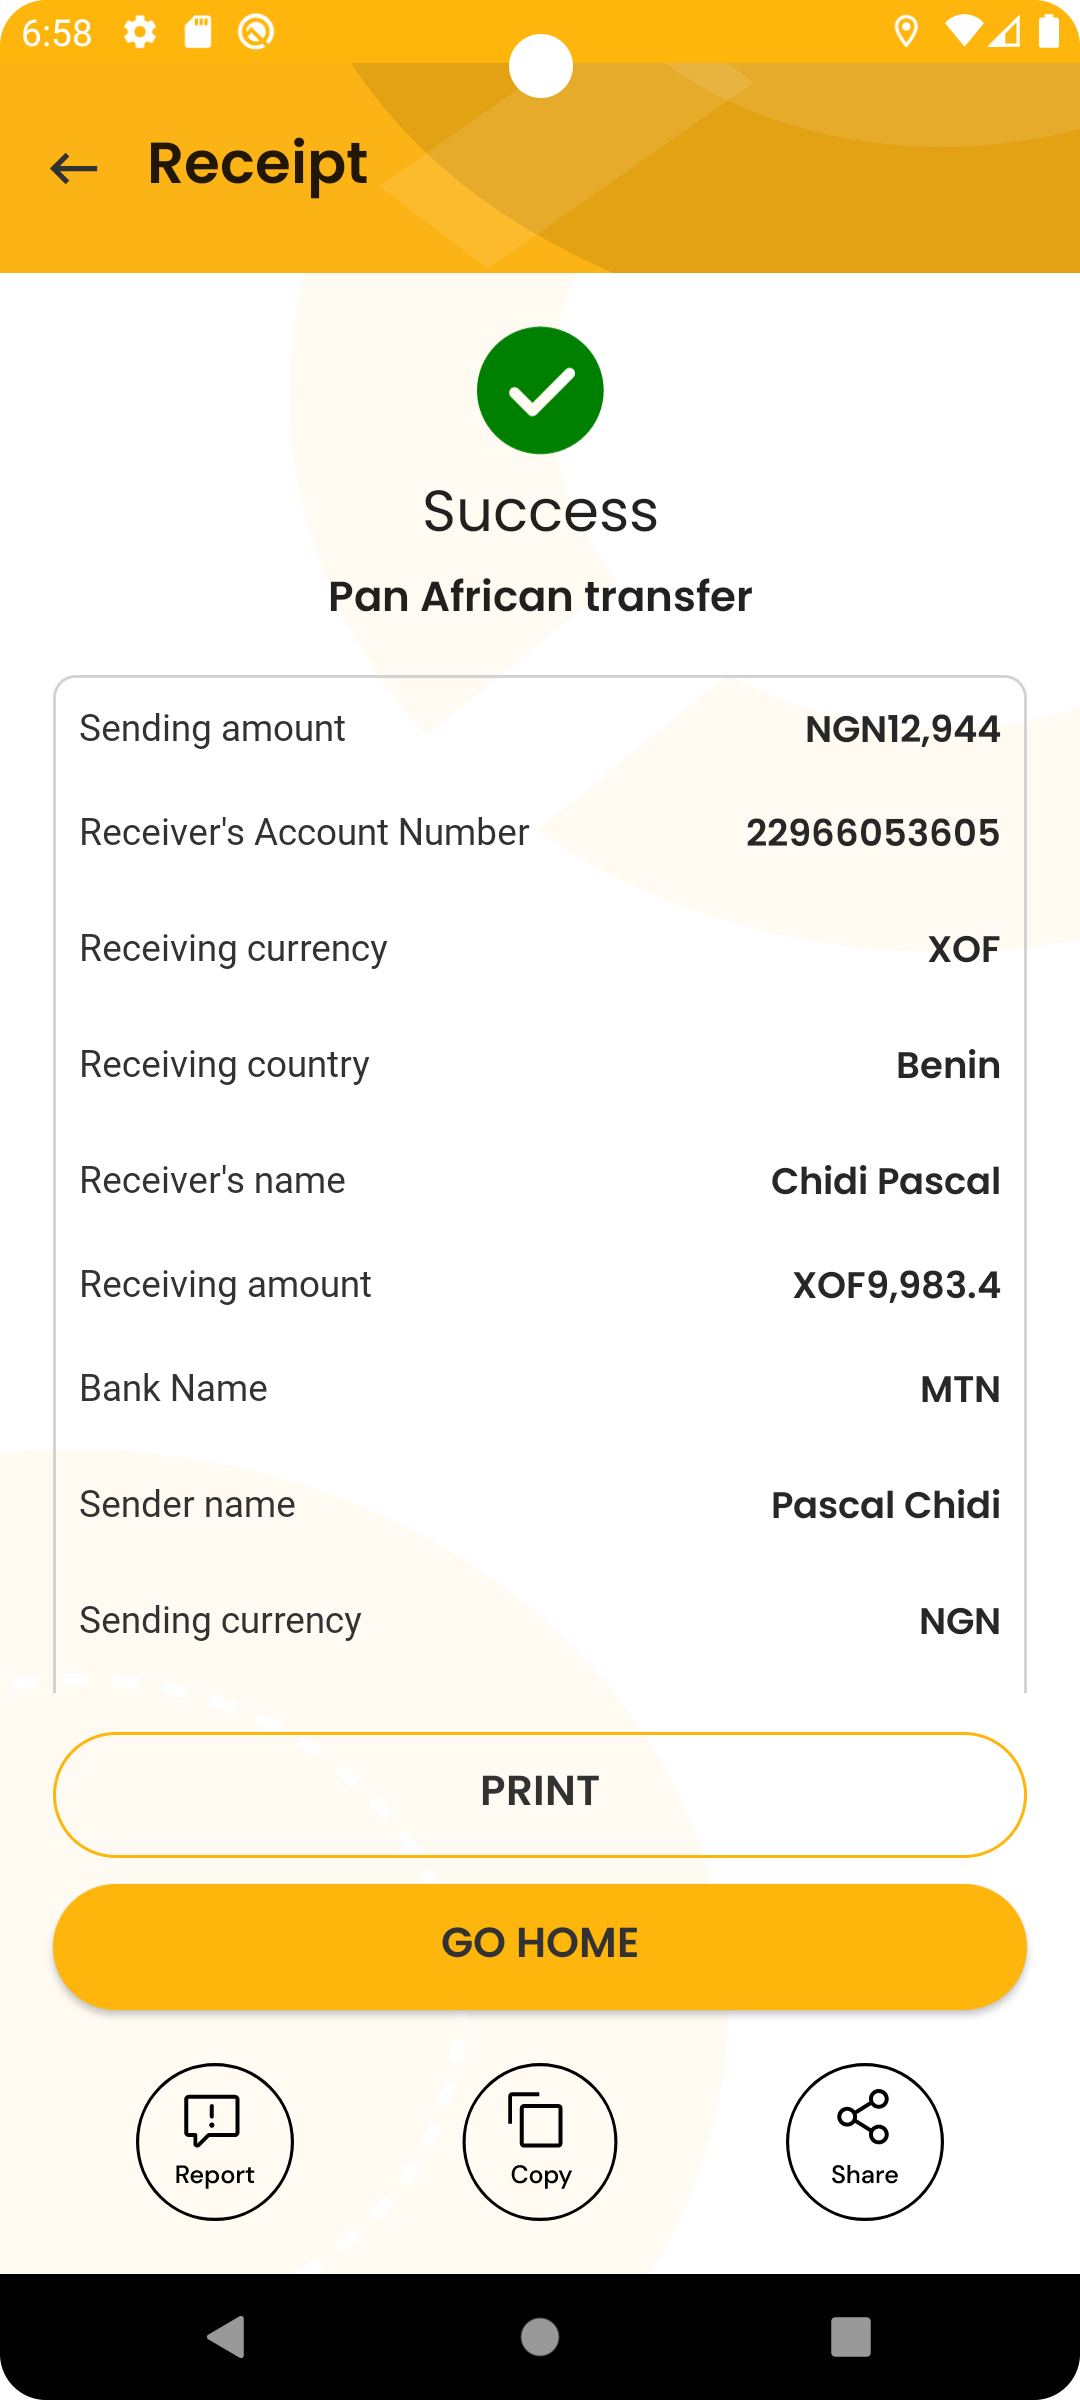 6:58
Receipt
Success
Pan African transfer
Sending amount NGN12,944
Receiver's Account Number 22966053605
Receiving currency XOF
Receiving country Benin
Receiver's name Chidi Pascal
Receiving amount XOF9,983.4
Bank Name MTN
Sender name Pascal Chidi
Sending currency NGN
PRINT
GO HOME
Report Copy Share